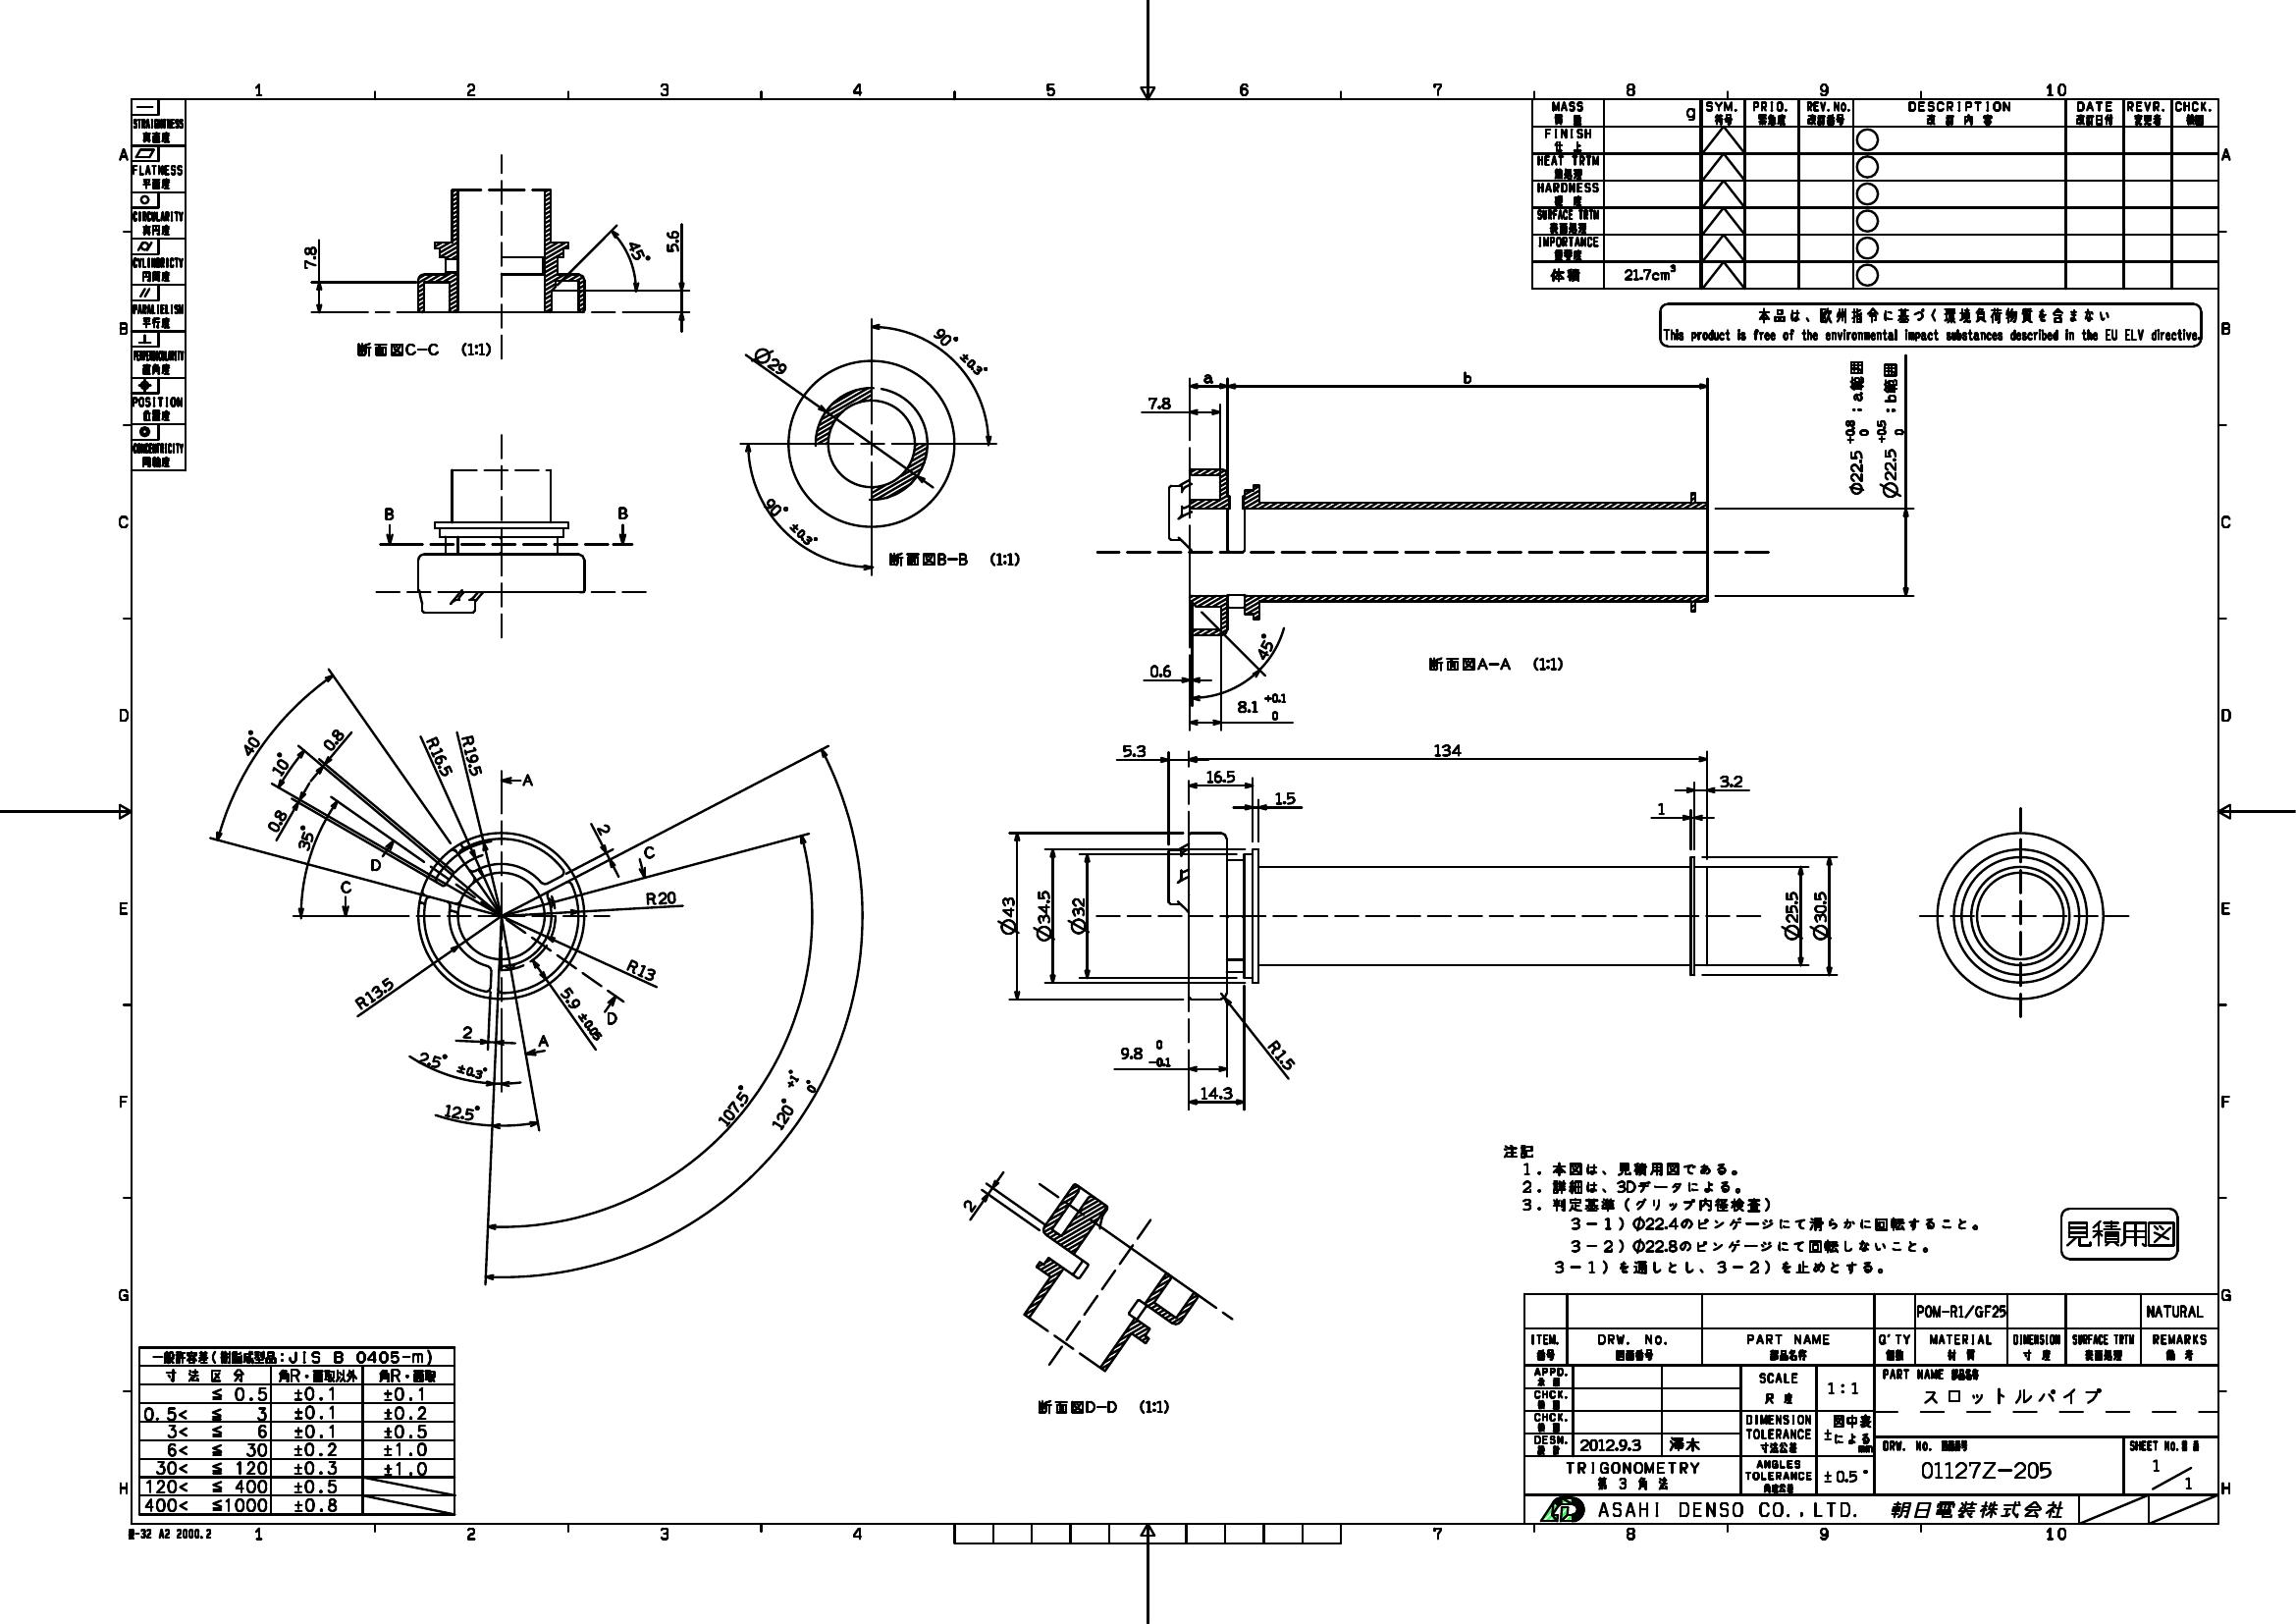 1 2 3 4 5 6 7 8 9 10
A
B
C
D
E
F
G
H
STRAIGHTNESS
真直度
FLATNESS
平面度
CIRCULARITY
真円度
CYLINDRICTY
円筒度
PARALIELISM
平行度
PERPENDICULARITY
直角度
POSITION
位置度
CONCENTRICITY
同軸度
MASS g SYM. PRIO. REV. No. DESCRIPTION DATE REVR. CHCK.
質 量 符号 緊急度 改訂番号 改 訂 内 容 改訂日付 変更者 検図
FINISH
仕 上
HEAT TRTM
熱処理
HARDNESS
硬 度
SURFACE TRTM
表面処理
IMPORTANCE
重要度
体積 21.7cm³
本品は、欧州指令に基づく環境負荷物質を含まない
This product is free of the environmental impact substances described in the EU ELV directive.
7.8
45°
5.6
断面図C-C (1:1)
Ø29
90° ±0.3°
90° ±0.3°
断面図B-B (1:1)
B B
a b
7.8
Φ22.5 +0.8 0 ;a範囲
Ø22.5 +0.5 0 ;b範囲
45°
0.6
8.1 +0.1 0
断面図A-A (1:1)
40°
10°
0.8
0.8
35°
R16.5
R19.5
A
2
C
D
C
R20
R13
R13.5
5.9 ±0.05
D
2
A
2.5° ±0.3°
12.5°
107.5°
120° +1° 0°
5.3
134
16.5
3.2
1.5
1
Ø43
Ø34.5
Ø32
Ø25.5
Ø30.5
9.8 0 -0.1
R1.5
14.3
2
断面図D-D (1:1)
注記
1. 本図は、見積用図である。
2. 詳細は、3Dデータによる。
3. 判定基準(グリップ内径検査)
3-1)Φ22.4のピンゲージにて滑らかに回転すること。
3-2)Φ22.8のピンゲージにて回転しないこと。
3-1)を通しとし、3-2)を止めとする。
見積用図
一般許容差(樹脂成型品:JIS B 0405-m)
寸 法 区 分 角R・面取以外 角R・面取
≦ 0.5 ±0.1 ±0.1
0.5< ≦ 3 ±0.1 ±0.2
3< ≦ 6 ±0.1 ±0.5
6< ≦ 30 ±0.2 ±1.0
30< ≦ 120 ±0.3 ±1.0
120< ≦ 400 ±0.5
400< ≦1000 ±0.8
POM-R1/GF25 NATURAL
ITEM. DRW. No. PART NAME Q'TY MATERIAL DIMENSION SURFACE TRTM REMARKS
番号 図面番号 部品名称 個数 材 質 寸 度 表面処理 備 考
APPD.
承 認
CHCK.
検 図
CHCK.
検 図
DESN.
設 計
2012.9.3 澤木
SCALE
尺 度
1:1
DIMENSION
TOLERANCE
寸法公差
± 図中表による mm
ANGLES
TOLERANCE
角度公差
±0.5°
TRIGONOMETRY
第 3 角 法
PART NAME 部品名称
スロットルパイプ
DRW. No. 図面番号
01127Z-205
SHEET No.
1/1
ASAHI DENSO CO.,LTD. 朝日電装株式会社
-32 A2 2000.2
1 2 3 4 7 8 9 10